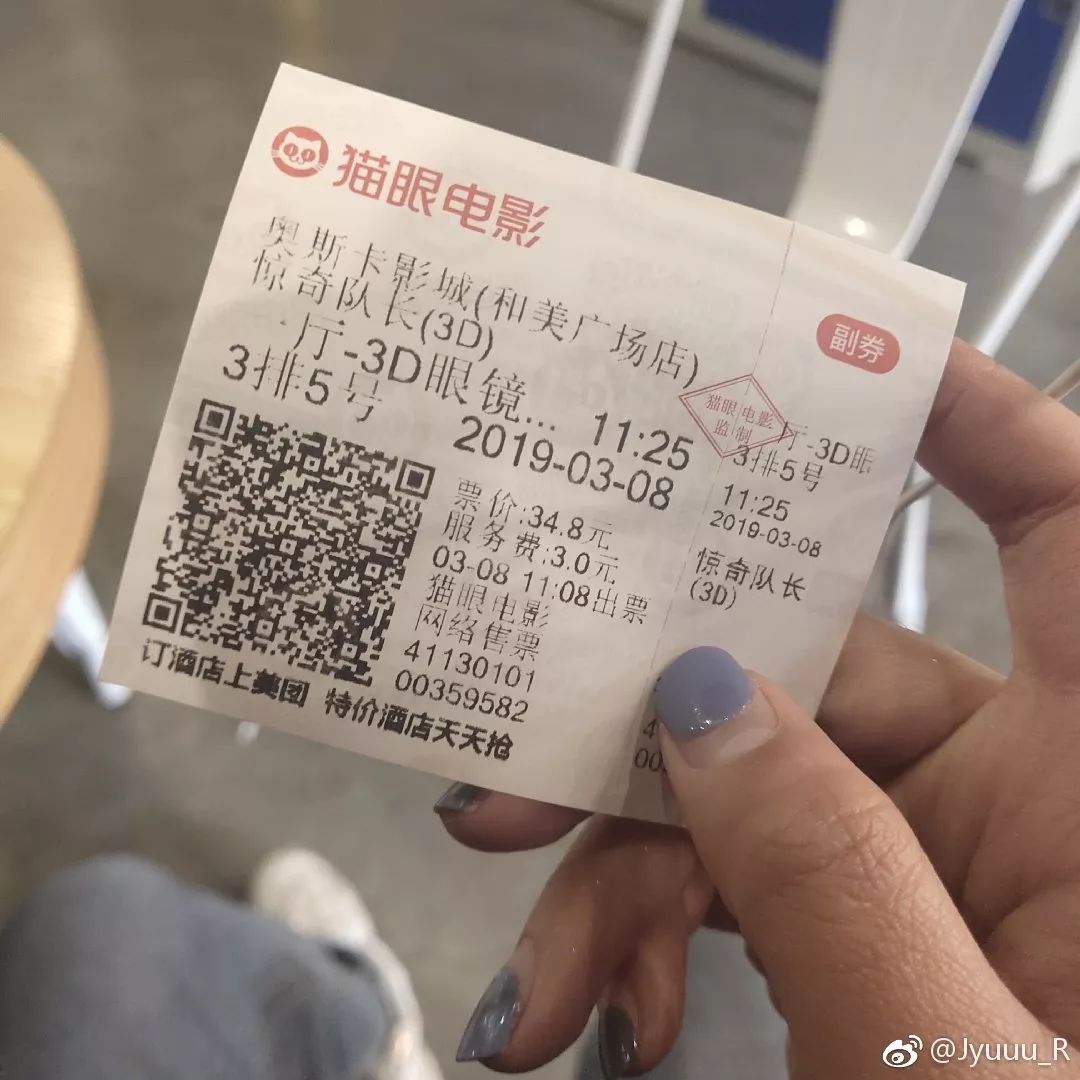 猫眼电影
奥斯卡影城(和美广场店)
惊奇队长(3D)
厅-3D眼镜... 11:25
3排5号 2019-03-08
票价:34.8元
服务费:3.0元
03-08 11:08出票
猫眼电影
网络售票
41130101
00359582
订酒店上美团 特价酒店天天抢
副券
猫眼电影
监制
厅-3D眼
3排5号
11:25
2019-03-08
惊奇队长
(3D)
4
00
@Jyuuu_R